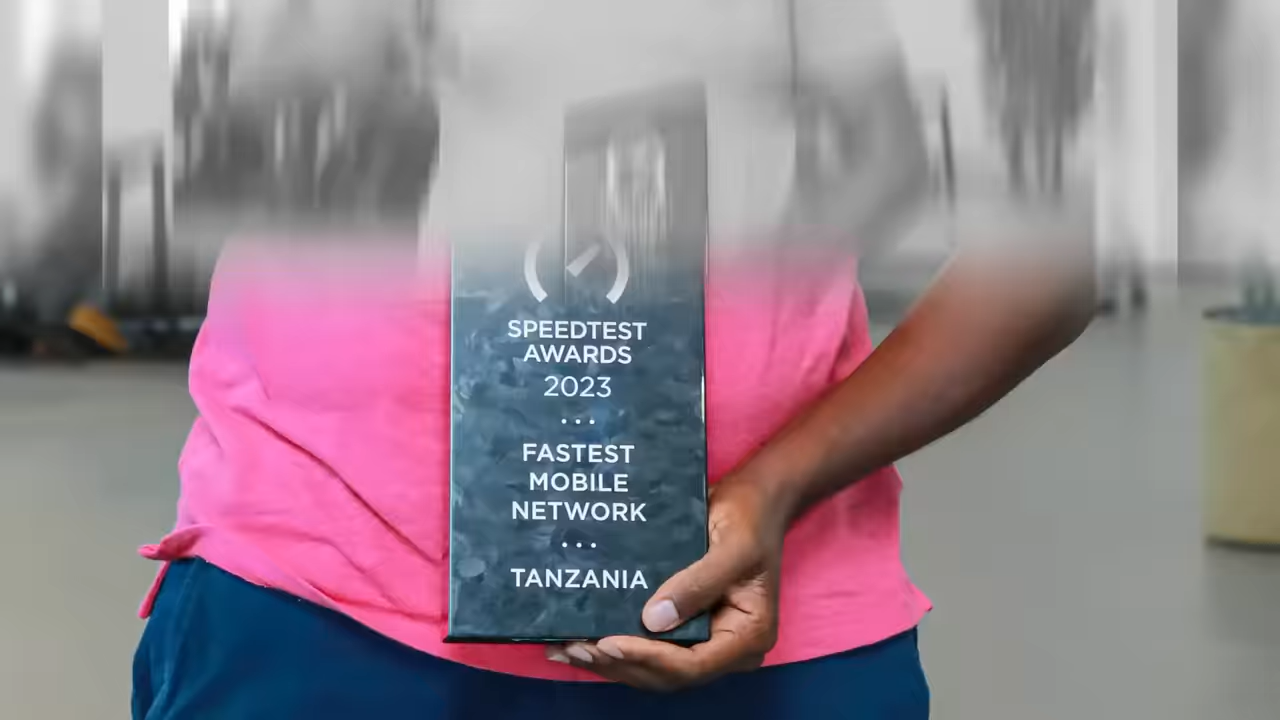 SPEEDTEST
AWARDS
2023
...
FASTEST
MOBILE
NETWORK
...
TANZANIA